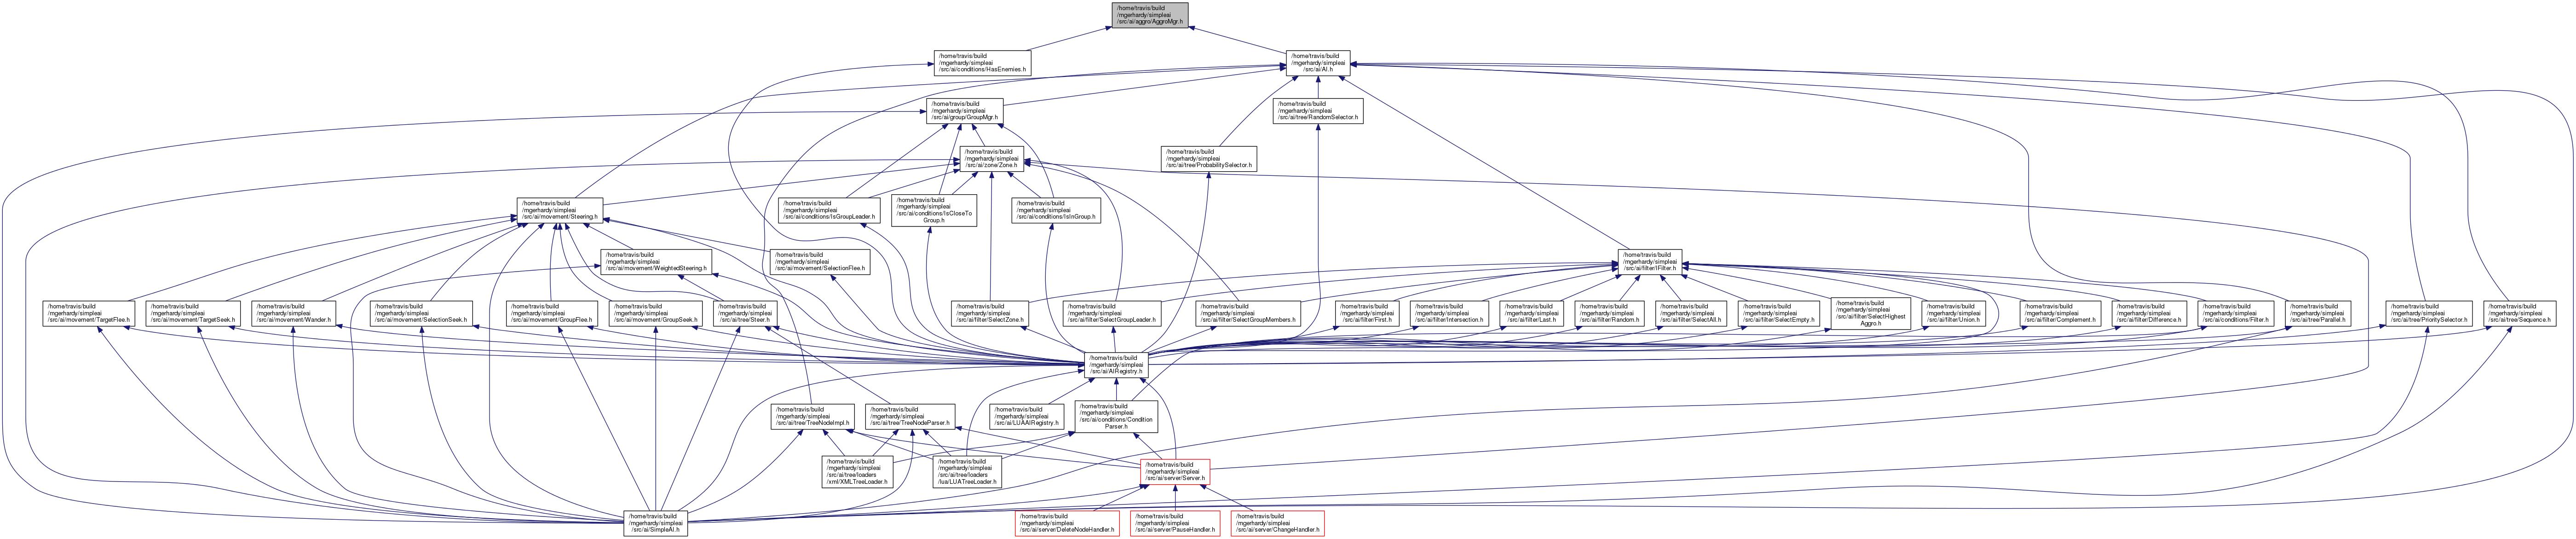 /home/travis/build
/mgerhardy/simpleai
/src/ai/aggro/AggroMgr.h
/home/travis/build
/mgerhardy/simpleai
/src/ai/conditions/HasEnemies.h
/home/travis/build
/mgerhardy/simpleai
/src/ai/AI.h
/home/travis/build
/mgerhardy/simpleai
/src/ai/group/GroupMgr.h
/home/travis/build
/mgerhardy/simpleai
/src/ai/tree/RandomSelector.h
/home/travis/build
/mgerhardy/simpleai
/src/ai/zone/Zone.h
/home/travis/build
/mgerhardy/simpleai
/src/ai/tree/ProbabilitySelector.h
/home/travis/build
/mgerhardy/simpleai
/src/ai/movement/Steering.h
/home/travis/build
/mgerhardy/simpleai
/src/ai/conditions/IsGroupLeader.h
/home/travis/build
/mgerhardy/simpleai
/src/ai/conditions/IsCloseTo
Group.h
/home/travis/build
/mgerhardy/simpleai
/src/ai/conditions/IsInGroup.h
/home/travis/build
/mgerhardy/simpleai
/src/ai/movement/WeightedSteering.h
/home/travis/build
/mgerhardy/simpleai
/src/ai/movement/SelectionFlee.h
/home/travis/build
/mgerhardy/simpleai
/src/ai/filter/IFilter.h
/home/travis/build
/mgerhardy/simpleai
/src/ai/movement/TargetFlee.h
/home/travis/build
/mgerhardy/simpleai
/src/ai/movement/TargetSeek.h
/home/travis/build
/mgerhardy/simpleai
/src/ai/movement/Wander.h
/home/travis/build
/mgerhardy/simpleai
/src/ai/movement/SelectionSeek.h
/home/travis/build
/mgerhardy/simpleai
/src/ai/movement/GroupFlee.h
/home/travis/build
/mgerhardy/simpleai
/src/ai/movement/GroupSeek.h
/home/travis/build
/mgerhardy/simpleai
/src/ai/tree/Steer.h
/home/travis/build
/mgerhardy/simpleai
/src/ai/filter/SelectZone.h
/home/travis/build
/mgerhardy/simpleai
/src/ai/filter/SelectGroupLeader.h
/home/travis/build
/mgerhardy/simpleai
/src/ai/filter/SelectGroupMembers.h
/home/travis/build
/mgerhardy/simpleai
/src/ai/filter/First.h
/home/travis/build
/mgerhardy/simpleai
/src/ai/filter/Intersection.h
/home/travis/build
/mgerhardy/simpleai
/src/ai/filter/Last.h
/home/travis/build
/mgerhardy/simpleai
/src/ai/filter/Random.h
/home/travis/build
/mgerhardy/simpleai
/src/ai/filter/SelectAll.h
/home/travis/build
/mgerhardy/simpleai
/src/ai/filter/SelectEmpty.h
/home/travis/build
/mgerhardy/simpleai
/src/ai/filter/SelectHighest
Aggro.h
/home/travis/build
/mgerhardy/simpleai
/src/ai/filter/Union.h
/home/travis/build
/mgerhardy/simpleai
/src/ai/filter/Complement.h
/home/travis/build
/mgerhardy/simpleai
/src/ai/filter/Difference.h
/home/travis/build
/mgerhardy/simpleai
/src/ai/conditions/Filter.h
/home/travis/build
/mgerhardy/simpleai
/src/ai/tree/Parallel.h
/home/travis/build
/mgerhardy/simpleai
/src/ai/tree/PrioritySelector.h
/home/travis/build
/mgerhardy/simpleai
/src/ai/tree/Sequence.h
/home/travis/build
/mgerhardy/simpleai
/src/ai/AIRegistry.h
/home/travis/build
/mgerhardy/simpleai
/src/ai/tree/TreeNodeImpl.h
/home/travis/build
/mgerhardy/simpleai
/src/ai/tree/TreeNodeParser.h
/home/travis/build
/mgerhardy/simpleai
/src/ai/LUAAIRegistry.h
/home/travis/build
/mgerhardy/simpleai
/src/ai/conditions/Condition
Parser.h
/home/travis/build
/mgerhardy/simpleai
/src/ai/tree/loaders
/xml/XMLTreeLoader.h
/home/travis/build
/mgerhardy/simpleai
/src/ai/tree/loaders
/lua/LUATreeLoader.h
/home/travis/build
/mgerhardy/simpleai
/src/ai/server/Server.h
/home/travis/build
/mgerhardy/simpleai
/src/ai/SimpleAI.h
/home/travis/build
/mgerhardy/simpleai
/src/ai/server/DeleteNodeHandler.h
/home/travis/build
/mgerhardy/simpleai
/src/ai/server/PauseHandler.h
/home/travis/build
/mgerhardy/simpleai
/src/ai/server/ChangeHandler.h